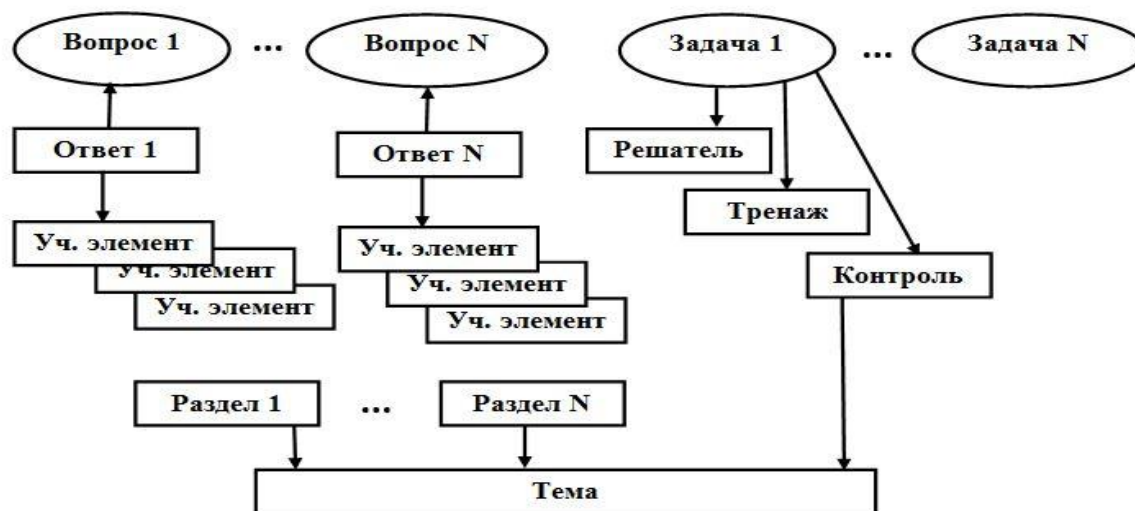 Вопрос 1 ... Вопрос N Задача 1 ... Задача N
Ответ 1 Ответ N Решатель
Тренаж
Уч. элемент Уч. элемент
Уч. элемент Уч. элемент Контроль
Уч. элемент Уч. элемент
Раздел 1 ... Раздел N
Тема